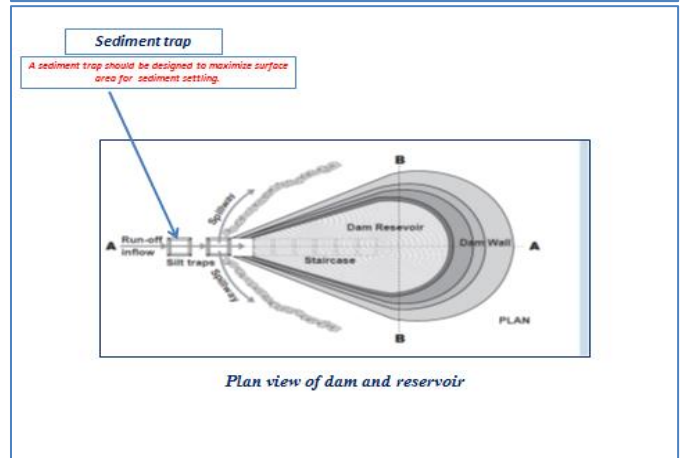 Sediment trap
A sediment trap should be designed to maximize surface
area for sediment settling.
B
Spillway
Dam Resevoir
A
Run-off
inflow
Dam Wall
A
Silt traps
Staircase
Spillway
PLAN
B
Plan view of dam and reservoir